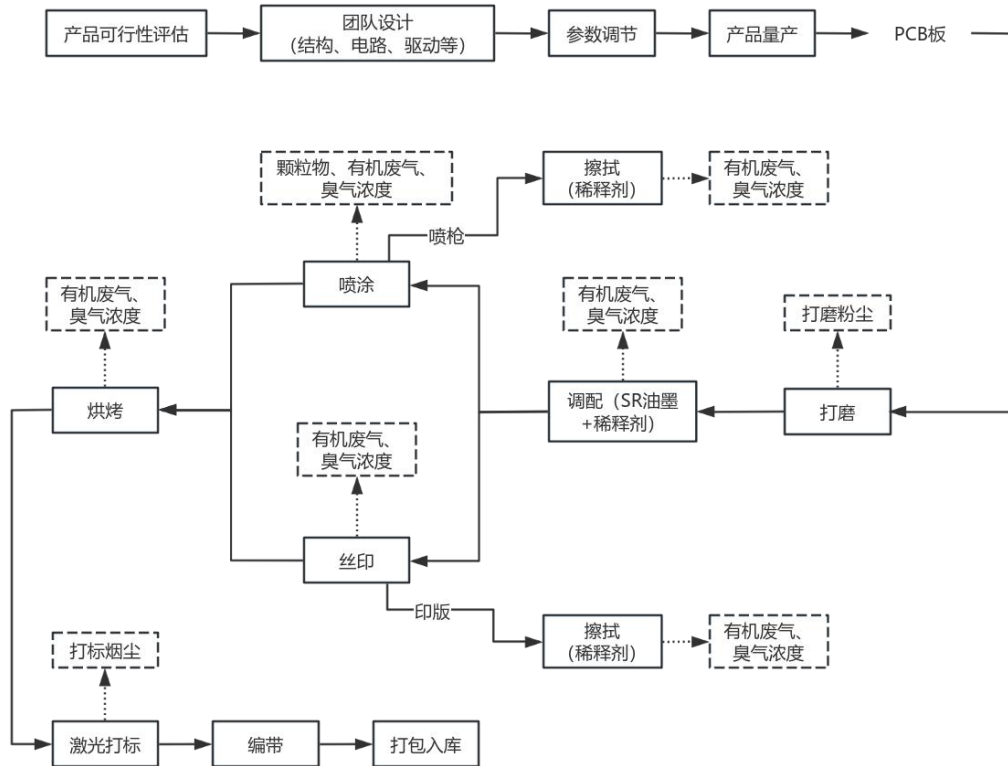 产品可行性评估
团队设计
（结构、电路、驱动等）
参数调节
产品量产
PCB板
颗粒物、有机废气、
臭气浓度
擦拭
（稀释剂）
有机废气、
臭气浓度
喷枪
喷涂
有机废气、
臭气浓度
有机废气、
臭气浓度
打磨粉尘
烘烤
调配（SR油墨
+稀释剂）
打磨
有机废气、
臭气浓度
丝印
印版
擦拭
（稀释剂）
有机废气、
臭气浓度
打标烟尘
激光打标
编带
打包入库